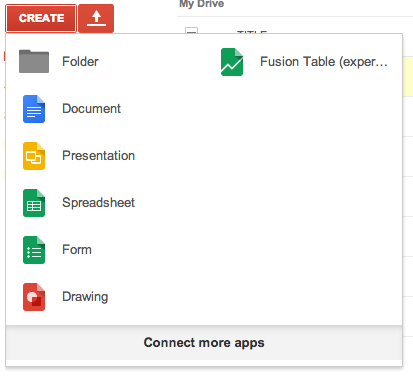 My Drive
CREATE
TITLE
Folder
Fusion Table (exper...
Document
Presentation
Spreadsheet
Form
Drawing
Connect more apps